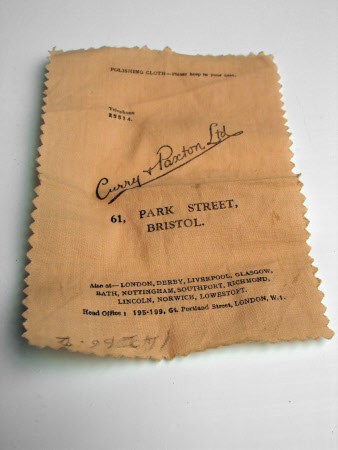 POLISHING CLOTH—Please keep in your case.
Telephone
25214.
Curry & Paxton Ltd
61, PARK STREET,
BRISTOL.
Also at— LONDON, DERBY, LIVERPOOL, GLASGOW,
BATH, NOTTINGHAM, SOUTHPORT, RICHMOND,
LINCOLN, NORWICH, LOWESTOFT.
Head Office: 195-199, Gt. Portland Street, LONDON, W.1.